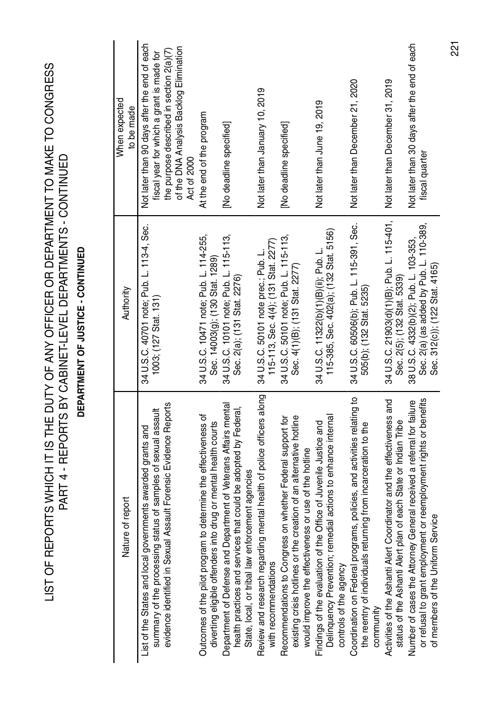 LIST OF REPORTS WHICH IT IS THE DUTY OF ANY OFFICER OR DEPARTMENT TO MAKE TO CONGRESS
PART 4 - REPORTS BY CABINET-LEVEL DEPARTMENTS - CONTINUED
DEPARTMENT OF JUSTICE - CONTINUED
Nature of report
Authority
When expected
to be made
List of the States and local governments awarded grants and
summary of the processing status of samples of sexual assault
evidence identified in Sexual Assault Forensic Evidence Reports
34 U.S.C. 40701 note; Pub. L. 113-4, Sec.
1003; (127 Stat. 131)
Not later than 90 days after the end of each
fiscal year for which a grant is made for
the purpose described in section 2(a)(7)
of the DNA Analysis Backlog Elimination
Act of 2000
Outcomes of the pilot program to determine the effectiveness of
diverting eligible offenders into drug or mental health courts
34 U.S.C. 10471 note; Pub. L. 114-255,
Sec. 14003(g); (130 Stat. 1289)
At the end of the program
Department of Defense and Department of Veterans Affairs mental
health practices and services that could be adopted by Federal,
State, local, or tribal law enforcement agencies
34 U.S.C. 10101 note; Pub. L. 115-113,
Sec. 2(a); (131 Stat. 2276)
[No deadline specified]
Review and research regarding mental health of police officers along
with recommendations
34 U.S.C. 50101 note prec.; Pub. L.
115-113, Sec. 4(4); (131 Stat. 2277)
Not later than January 10, 2019
Recommendations to Congress on whether Federal support for
existing crisis hotlines or the creation of an alternative hotline
would improve the effectiveness or use of the hotline
34 U.S.C. 50101 note; Pub. L. 115-113,
Sec. 4(1)(B); (131 Stat. 2277)
[No deadline specified]
Findings of the evaluation of the Office of Juvenile Justice and
Delinquency Prevention; remedial actions to enhance internal
controls of the agency
34 U.S.C. 11322(b)(1)(B)(ii); Pub. L.
115-385, Sec. 402(a); (132 Stat. 5156)
Not later than June 19, 2019
Coordination on Federal programs, policies, and activities relating to
the reentry of individuals returning from incarceration to the
community
34 U.S.C. 60506(b); Pub. L. 115-391, Sec.
505(b); (132 Stat. 5235)
Not later than December 21, 2020
Activities of the Ashanti Alert Coordinator and the effectiveness and
status of the Ashanti Alert plan of each State or Indian Tribe
34 U.S.C. 21903(d)(1)(B); Pub. L. 115-401,
Sec. 2(5); (132 Stat. 5339)
Not later than December 31, 2019
Number of cases the Attorney General received a referral for failure
or refusal to grant employment or reemployment rights or benefits
of members of the Uniform Service
38 U.S.C. 4332(b)(2); Pub. L. 103-353,
Sec. 2(a) (as added by Pub. L. 110-389,
Sec. 312(c)); (122 Stat. 4165)
Not later than 30 days after the end of each
fiscal quarter
221